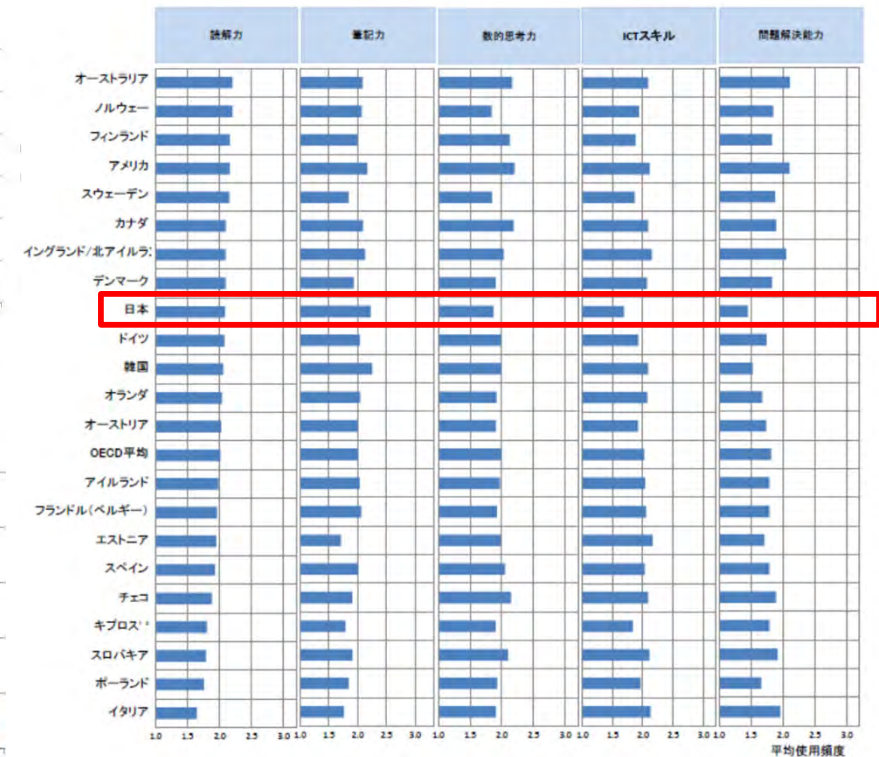 読解力 筆記力 数的思考力 ICTスキル 問題解決能力
オーストラリア
ノルウェー
フィンランド
アメリカ
スウェーデン
カナダ
イングランド/北アイルラ
デンマーク
日本
ドイツ
韓国
オランダ
オーストリア
OECD平均
アイルランド
フランドル(ベルギー)
エストニア
スペイン
チェコ
キプロス
スロバキア
ポーランド
イタリア
1.0 1.5 2.0 2.5 3.0 1.0 1.5 2.0 2.5 3.0 1.0 1.5 2.0 2.5 3.0 1.0 1.5 2.0 2.5 3.0 1.0 1.5 2.0 2.5 3.0
平均使用頻度